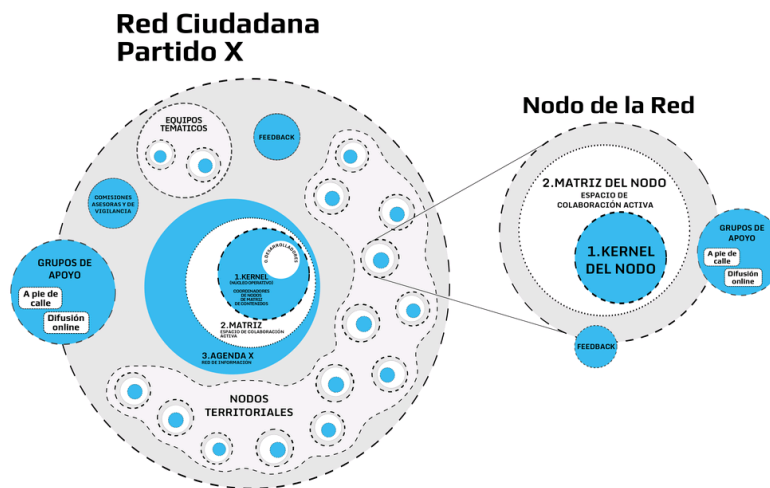 Red Ciudadana
Partido X
EQUIPOS
TEMÁTICOS
FEEDBACK
COMISIONES
ASESORAS Y DE
VIGILANCIA
GRUPOS DE
APOYO
A pie de
calle
Difusión
online
0.DESARROLLADORES
1.KERNEL
(NÚCLEO OPERATIVO)
COORDINADORES
DE NODOS
DE MATRIZ
DE CONTENIDOS
2.MATRIZ
ESPACIO DE COLABORACIÓN
ACTIVA
3.AGENDA X
RED DE INFORMACIÓN
NODOS
TERRITORIALES
Nodo de la Red
2.MATRIZ DEL NODO
ESPACIO DE
COLABORACIÓN ACTIVA
1.KERNEL
DEL NODO
GRUPOS DE
APOYO
A pie de
calle
Difusión
online
FEEDBACK